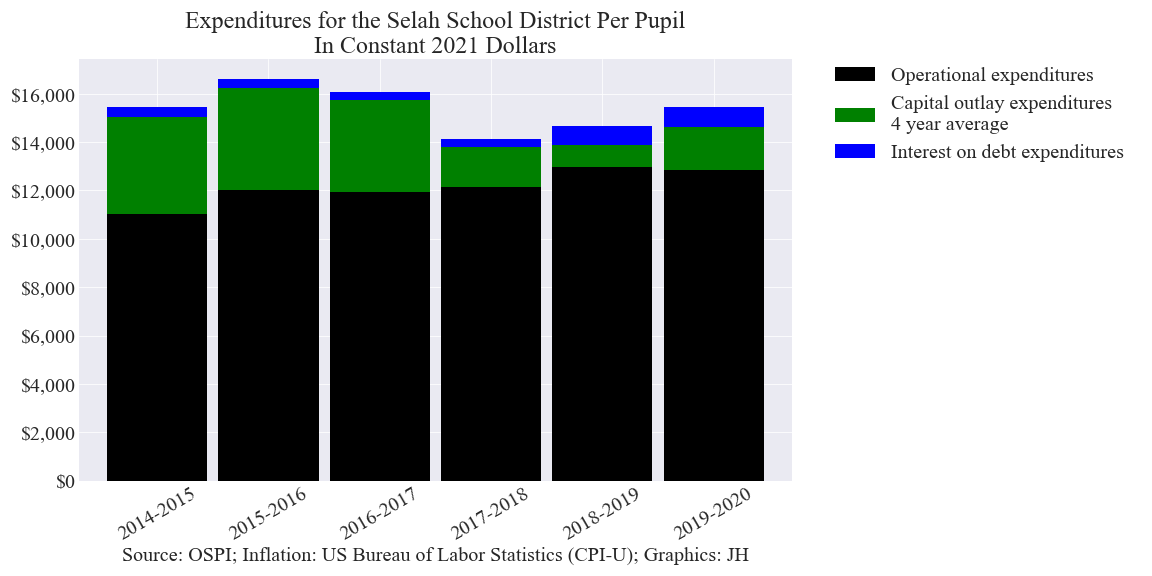 Expenditures for the Selah School District Per Pupil
In Constant 2021 Dollars
Operational expenditures
Capital outlay expenditures
4 year average
Interest on debt expenditures
$16,000
$14,000
$12,000
$10,000
$8,000
$6,000
$4,000
$2,000
$0
2014-2015
2015-2016
2016-2017
2017-2018
2018-2019
2019-2020
Source: OSPI; Inflation: US Bureau of Labor Statistics (CPI-U); Graphics: JH